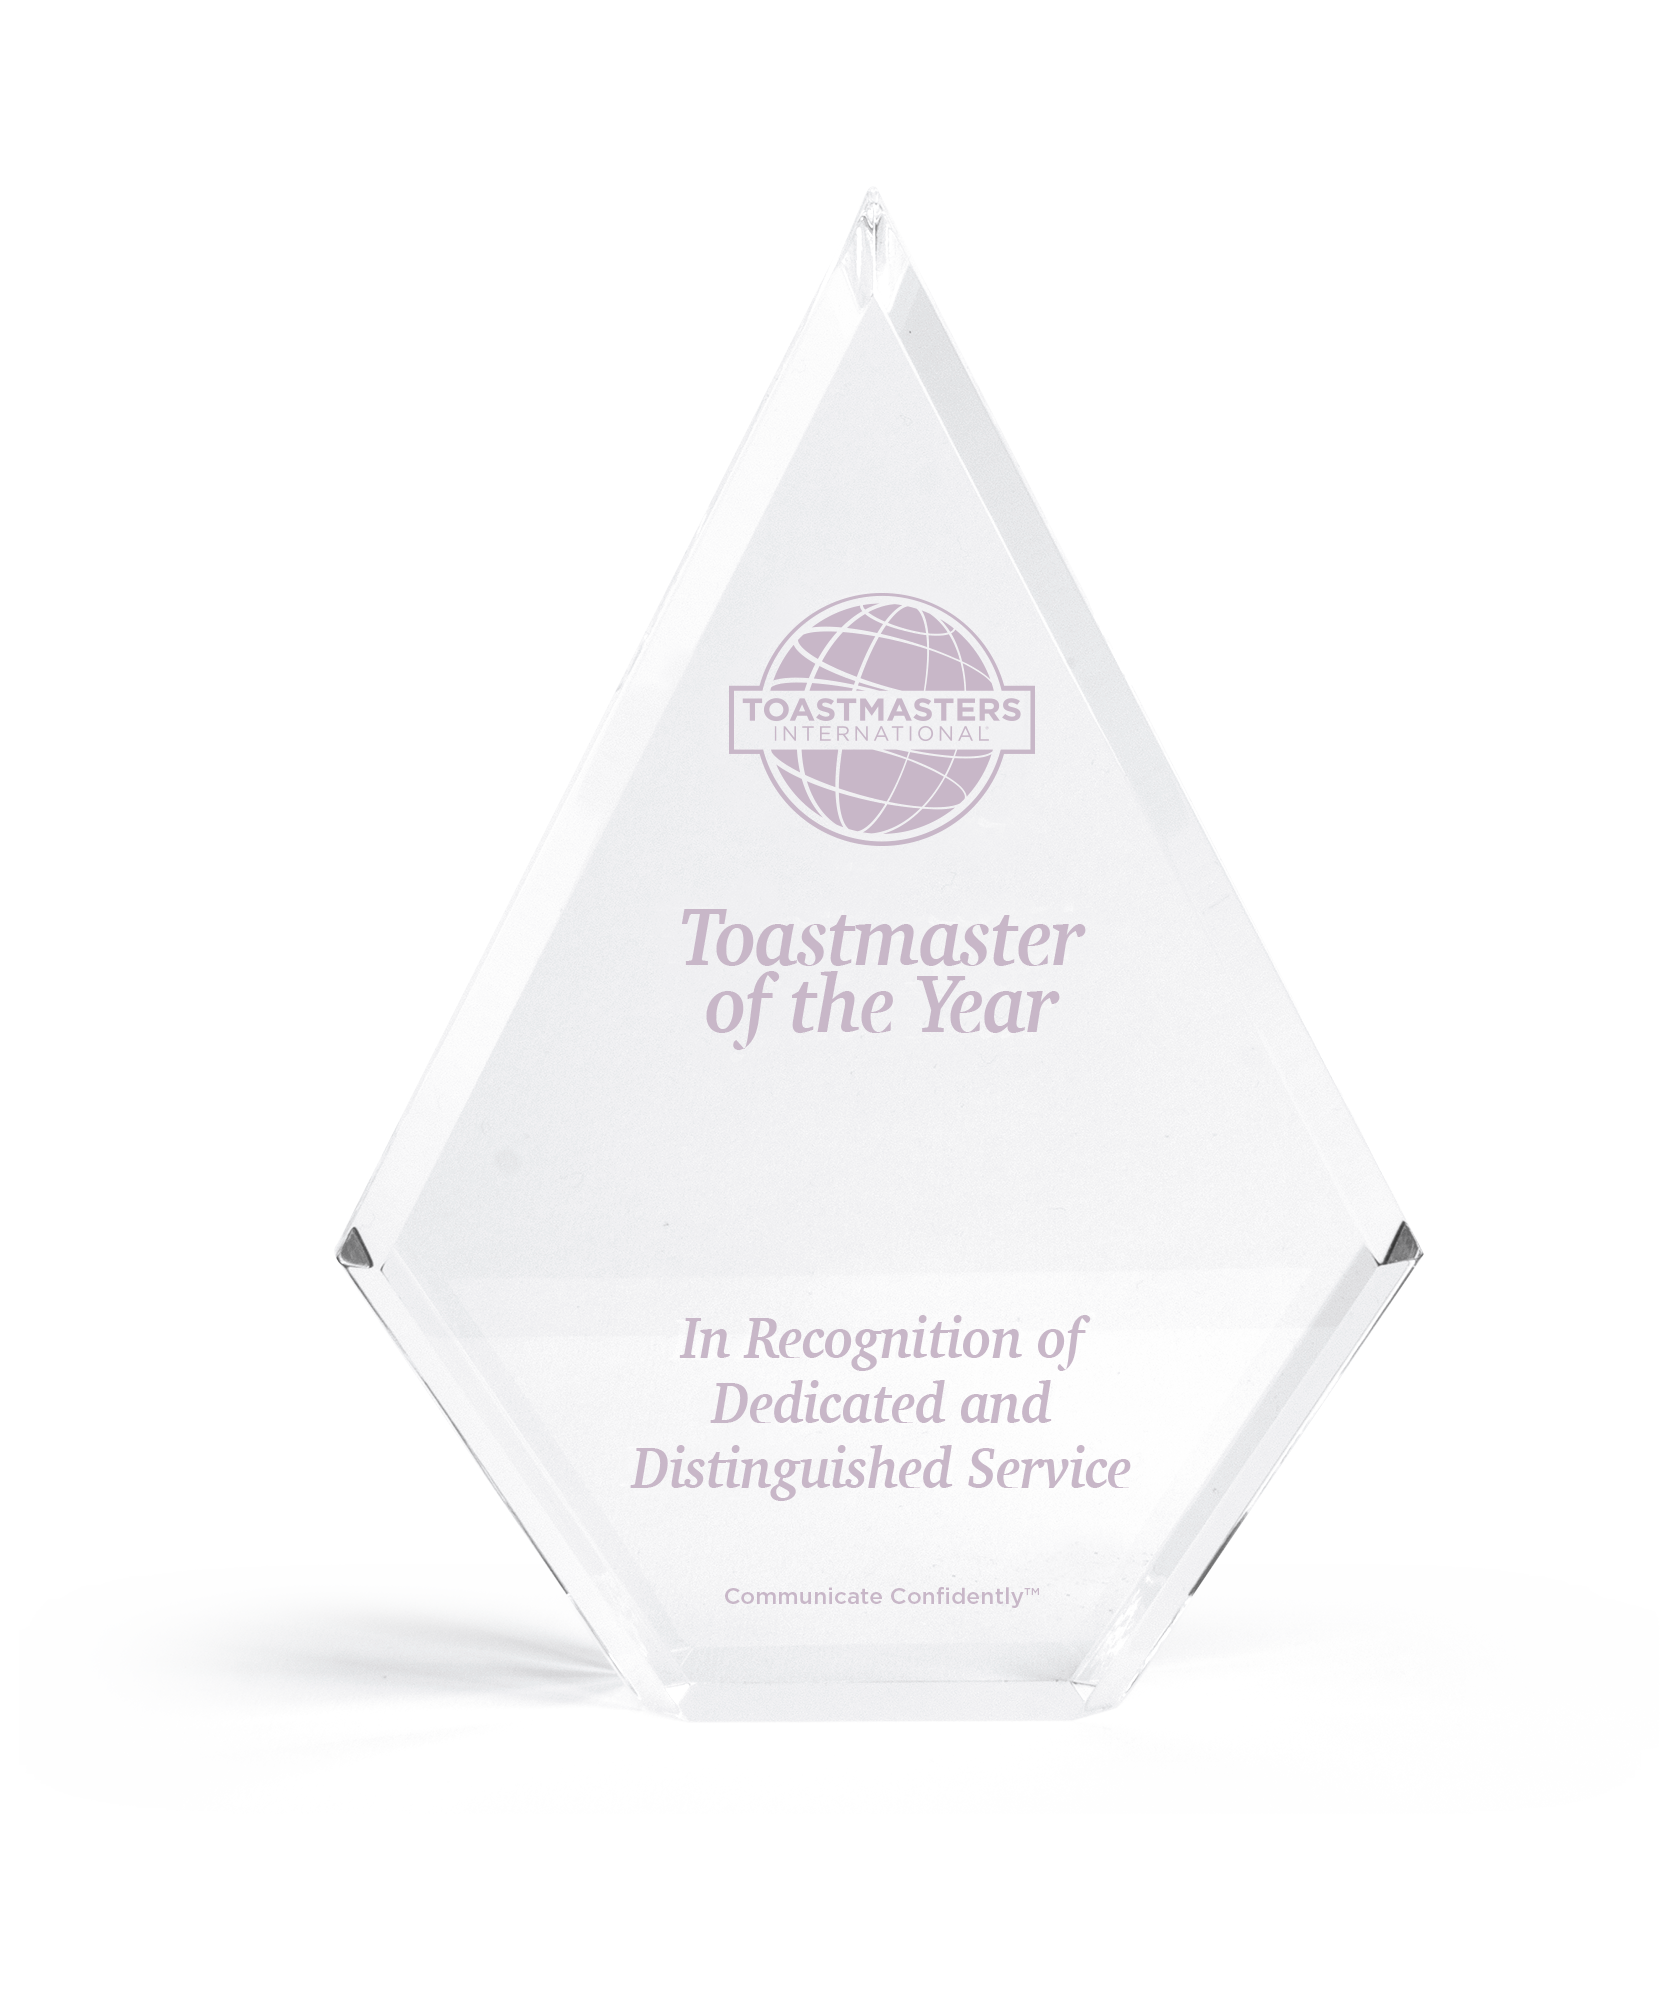 TOASTMASTERS
INTERNATIONAL
Toastmaster
of the Year
In Recognition of
Dedicated and
Distinguished Service
Communicate Confidently™